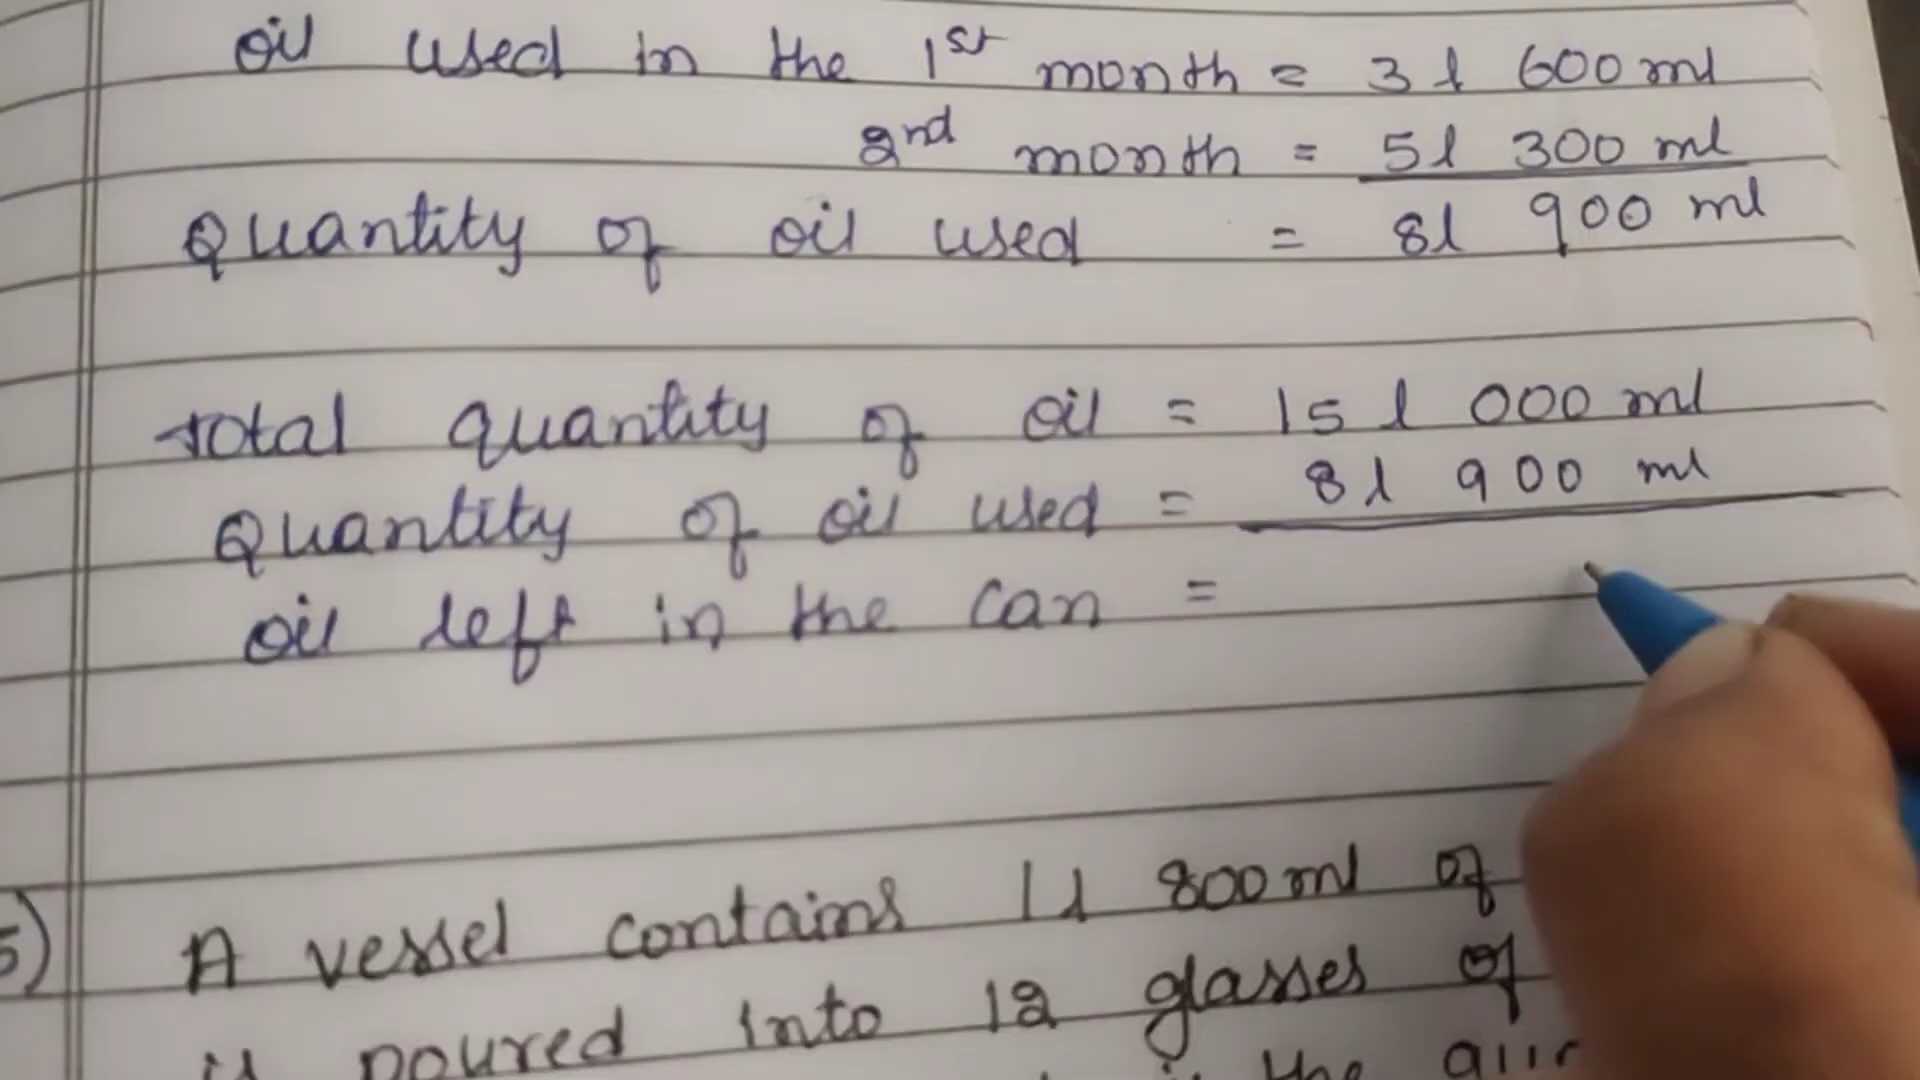 oil used in the 1st month = 3 l 600 ml
2nd month = 5 l 300 ml
Quantity of oil used = 8 l 900 ml
total quantity of oil = 15 l 000 ml
Quantity of oil used = 8 l 900 ml
oil left in the can =
5) A vessel contains 1 l 800 ml of
is poured into 12 glasses of
the